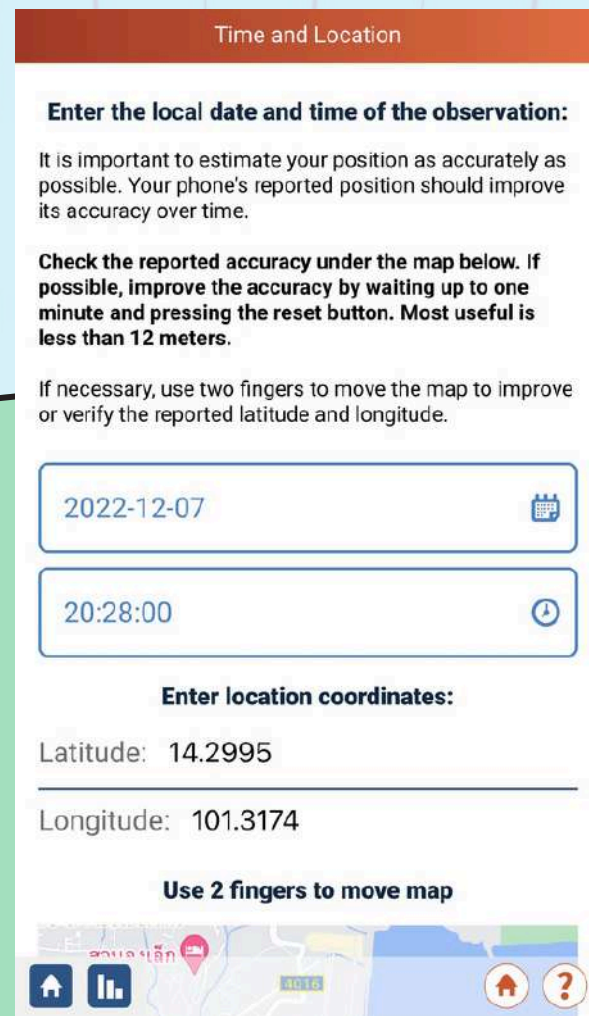 Time and Location
Enter the local date and time of the observation:
It is important to estimate your position as accurately as
possible. Your phone's reported position should improve
its accuracy over time.
Check the reported accuracy under the map below. If
possible, improve the accuracy by waiting up to one
minute and pressing the reset button. Most useful is
less than 12 meters.
If necessary, use two fingers to move the map to improve
or verify the reported latitude and longitude.
2022-12-07
20:28:00
Enter location coordinates:
Latitude: 14.2995
Longitude: 101.3174
Use 2 fingers to move map
4016
?